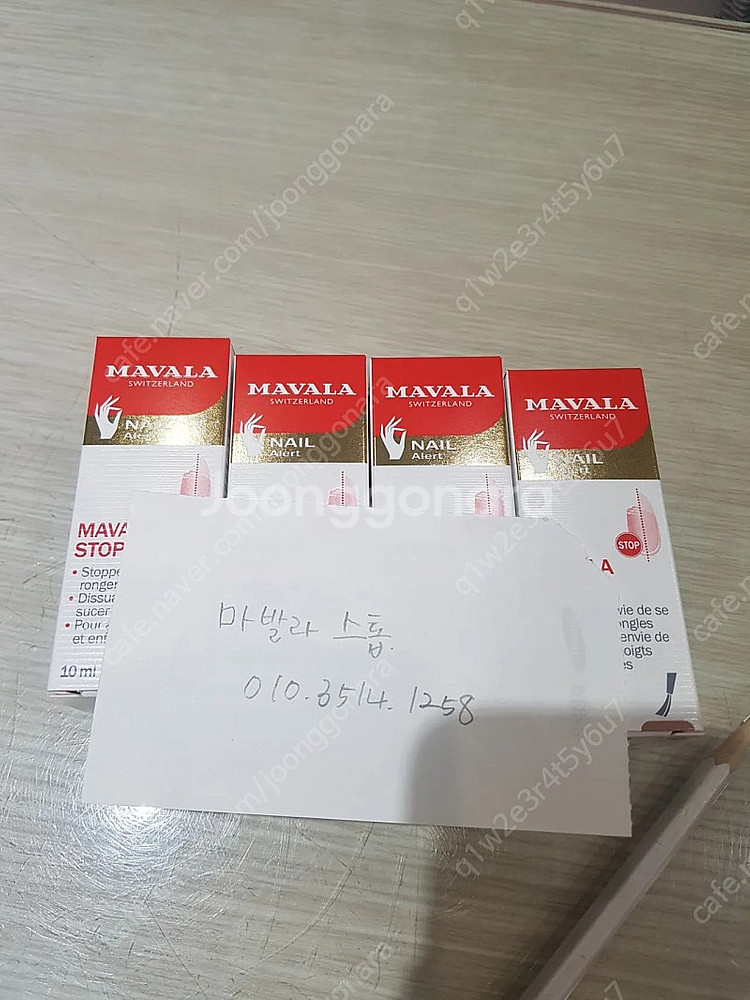 MAVALA
SWITZERLAND
NAIL
Alert
MAVALA
SWITZERLAND
NAIL
Alert
MAVALA
SWITZERLAND
NAIL
Alert
MAVALA
SWITZERLAND
STOP
10 ml
마발라 스톱.
010.3514.1258
Joonggonara
cafe.naver.com/joonggonara
q1w2e3r4t5y6u7